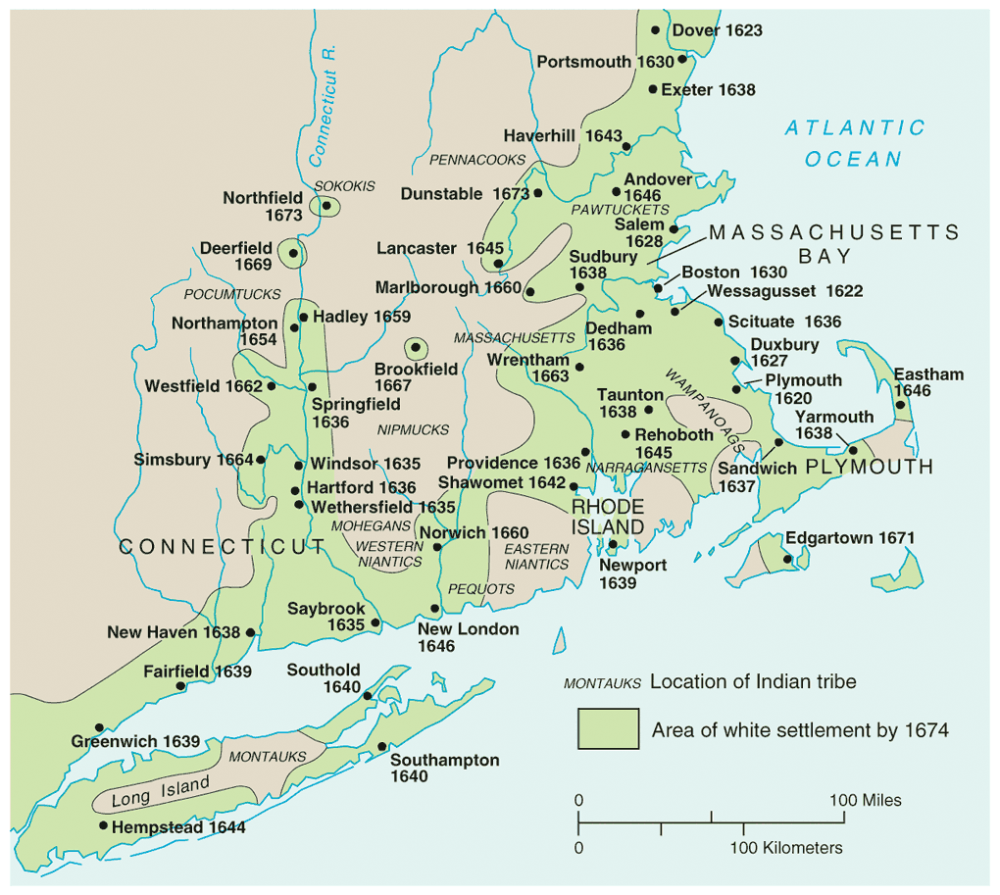 Dover 1623
Portsmouth 1630
Exeter 1638
Connecticut R.
ATLANTIC
OCEAN
Haverhill 1643
PENNACOOKS
SOKOKIS
Northfield
1673
Dunstable 1673
Andover
1646
PAWTUCKETS
Salem
1628
MASSACHUSETTS
BAY
Deerfield
1669
Lancaster 1645
Sudbury
1638
Boston 1630
Marlborough 1660
Wessagusset 1622
POCUMTUCKS
Hadley 1659
Northampton
1654
MASSACHUSETTS
Dedham
1636
Scituate 1636
Duxbury
1627
Wrentham
1663
Brookfield
1667
Plymouth
1620
Eastham
1646
Westfield 1662
Springfield
1636
Taunton
1638
WAMPANOAGS
Yarmouth
1638
NIPMUCKS
Rehoboth
1645
Simsbury 1664
Windsor 1635
Providence 1636
NARRAGANSETTS
Sandwich
1637
PLYMOUTH
Hartford 1636
Shawomet 1642
Wethersfield 1635
RHODE
ISLAND
MOHEGANS
Norwich 1660
CONNECTICUT
WESTERN
NIANTICS
EASTERN
NIANTICS
Edgartown 1671
Newport
1639
PEQUOTS
Saybrook
1635
New Haven 1638
New London
1646
Fairfield 1639
Southold
1640
MONTAUKS Location of Indian tribe
Greenwich 1639
Area of white settlement by 1674
MONTAUKS
Southampton
1640
Long Island
Hempstead 1644
0 100 Miles
0 100 Kilometers